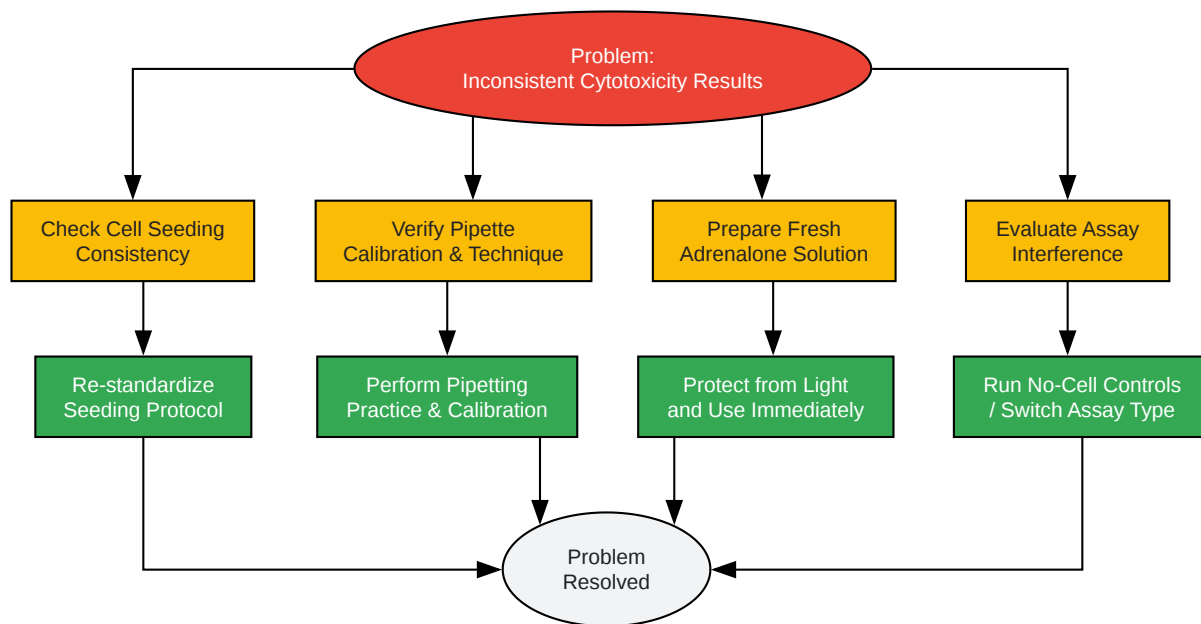 Problem:
Inconsistent Cytotoxicity Results
Check Cell Seeding
Consistency
Verify Pipette
Calibration & Technique
Prepare Fresh
Adrenalone Solution
Evaluate Assay
Interference
Re-standardize
Seeding Protocol
Perform Pipetting
Practice & Calibration
Protect from Light
and Use Immediately
Run No-Cell Controls
/ Switch Assay Type
Problem
Resolved